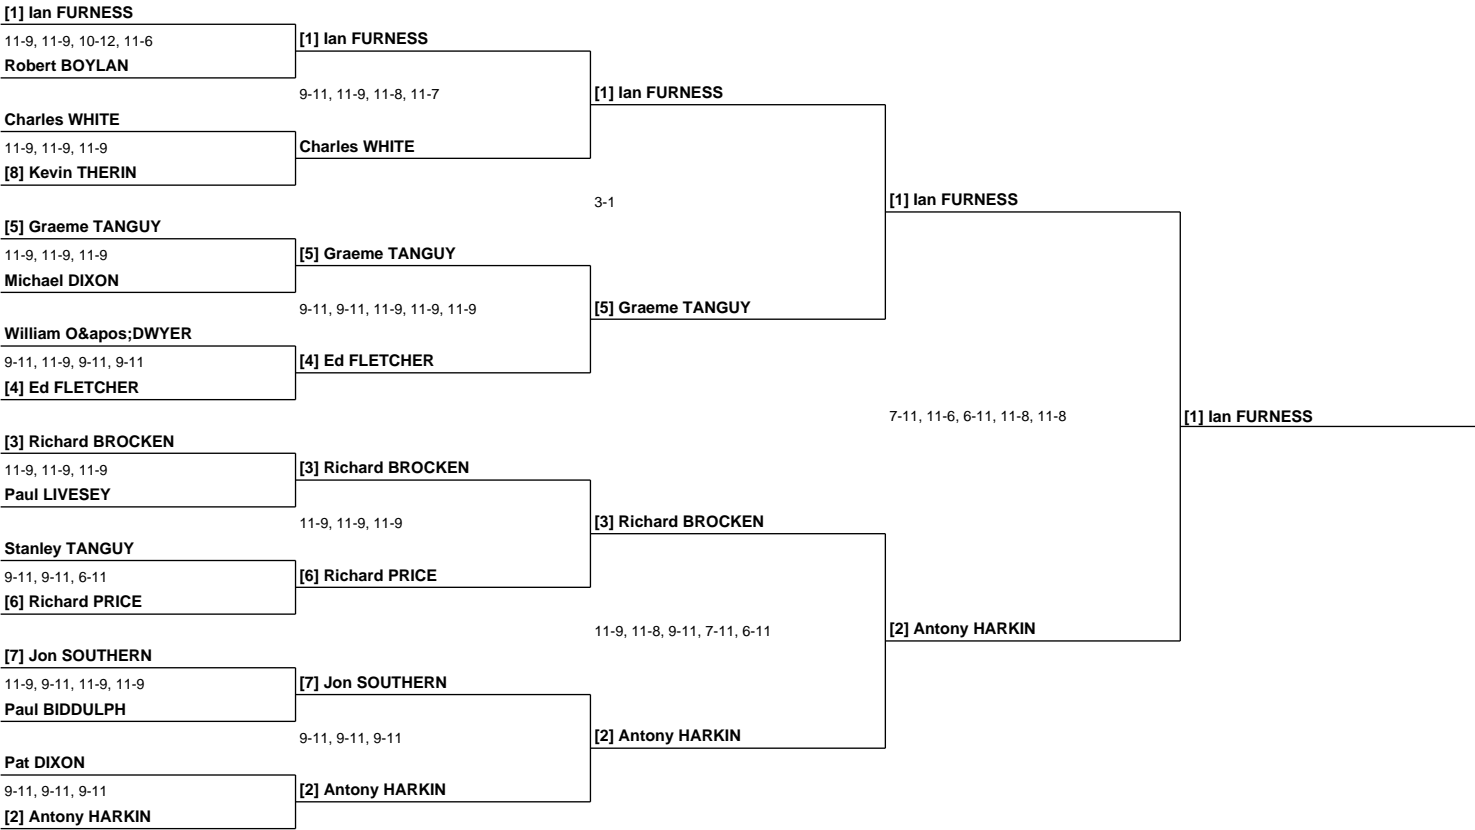 [1] Ian FURNESS
11-9, 11-9, 10-12, 11-6
Robert BOYLAN
Charles WHITE
11-9, 11-9, 11-9
[8] Kevin THERIN
[5] Graeme TANGUY
11-9, 11-9, 11-9
Michael DIXON
William O&apos;DWYER
9-11, 11-9, 9-11, 9-11
[4] Ed FLETCHER
[3] Richard BROCKEN
11-9, 11-9, 11-9
Paul LIVESEY
Stanley TANGUY
9-11, 9-11, 6-11
[6] Richard PRICE
[7] Jon SOUTHERN
11-9, 9-11, 11-9, 11-9
Paul BIDDULPH
Pat DIXON
9-11, 9-11, 9-11
[2] Antony HARKIN
[1] Ian FURNESS
9-11, 11-9, 11-8, 11-7
Charles WHITE
[5] Graeme TANGUY
9-11, 9-11, 11-9, 11-9, 11-9
[4] Ed FLETCHER
[3] Richard BROCKEN
11-9, 11-9, 11-9
[6] Richard PRICE
[7] Jon SOUTHERN
9-11, 9-11, 9-11
[2] Antony HARKIN
[1] Ian FURNESS
3-1
[5] Graeme TANGUY
[3] Richard BROCKEN
11-9, 11-8, 9-11, 7-11, 6-11
[2] Antony HARKIN
[1] Ian FURNESS
7-11, 11-6, 6-11, 11-8, 11-8
[2] Antony HARKIN
[1] Ian FURNESS